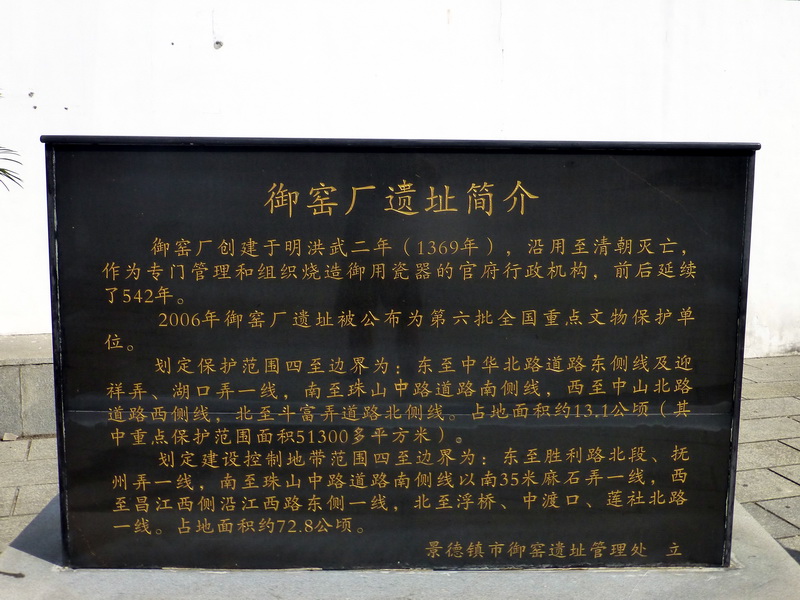 御窑厂遗址简介
御窑厂创建于明洪武二年（1369年），沿用至清朝灭亡，
作为专门管理和组织烧造御用瓷器的官府行政机构，前后延续
了542年。
2006年御窑厂遗址被公布为第六批全国重点文物保护单
位。
划定保护范围四至边界为：东至中华北路道路东侧线及迎
祥弄、湖口弄一线，南至珠山中路道路南侧线，西至中山北路
道路西侧线，北至斗富弄道路北侧线。占地面积约13.1公顷（其
中重点保护范围面积51300多平方米）。
划定建设控制地带范围四至边界为：东至胜利路北段、抚
州弄一线，南至珠山中路道路南侧线以南35米麻石弄一线，西
至昌江西侧沿江西路东侧一线，北至浮桥、中渡口、莲社北路
一线。占地面积约72.8公顷。
景德镇市御窑遗址管理处 立